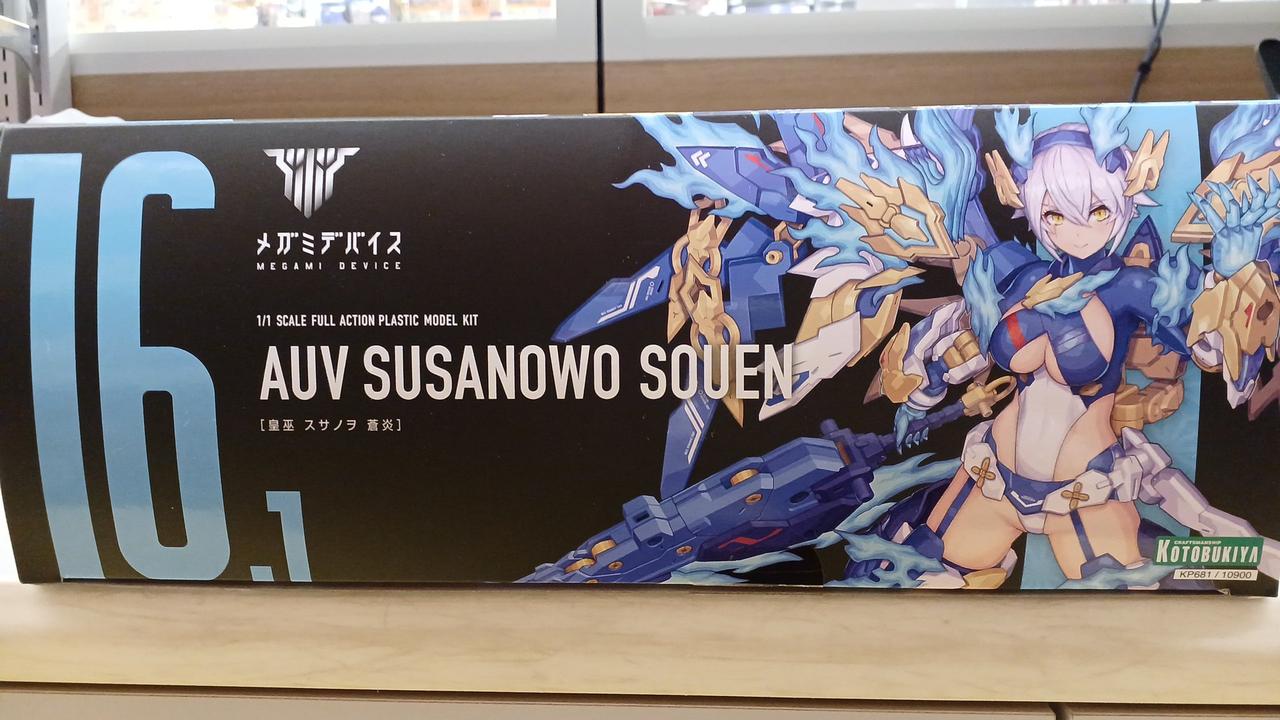 16.1
メガミデバイス
MEGAMI DEVICE
1/1 SCALE FULL ACTION PLASTIC MODEL KIT
AUV SUSANOWO SOUEN
[皇巫 スサノヲ 蒼炎]
CRAFTSMANSHIP
KOTOBUKIYA
KP681 / 10900